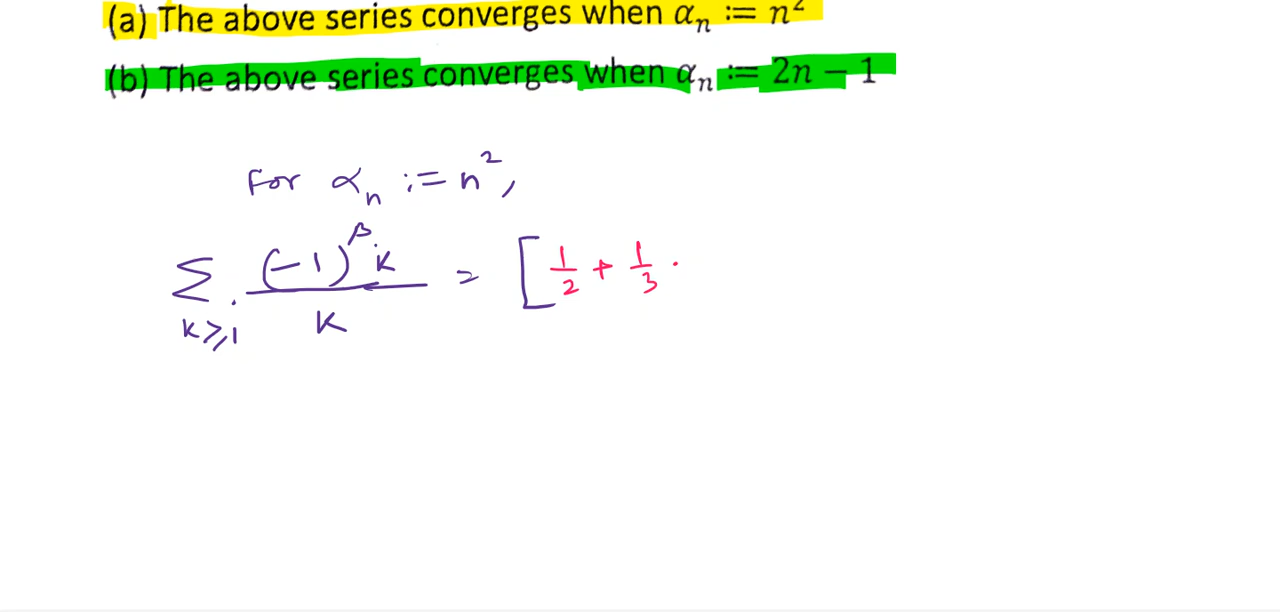 (a) The above series converges when αₙ := n²
(b) The above series converges when αₙ := 2n − 1
For αₙ := n²,
∑_{k⩾1} (-1)^{β_k} / k = [ 1/2 + 1/3 .